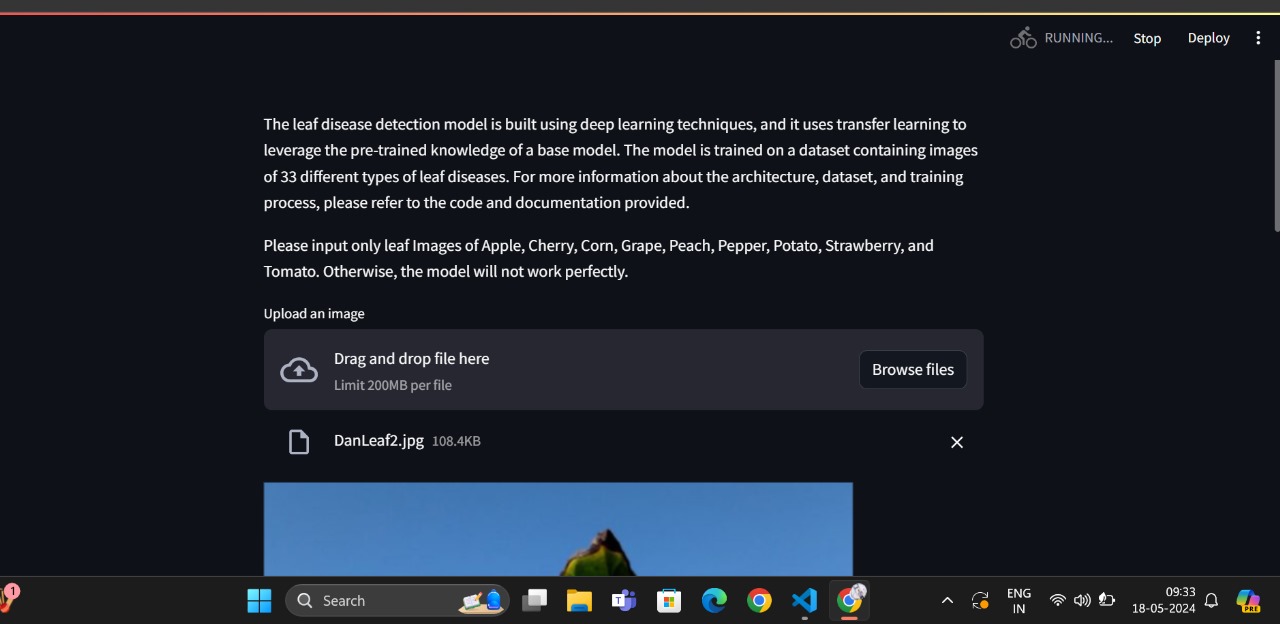 RUNNING...
Stop
Deploy
The leaf disease detection model is built using deep learning techniques, and it uses transfer learning to
leverage the pre-trained knowledge of a base model. The model is trained on a dataset containing images
of 33 different types of leaf diseases. For more information about the architecture, dataset, and training
process, please refer to the code and documentation provided.
Please input only leaf Images of Apple, Cherry, Corn, Grape, Peach, Pepper, Potato, Strawberry, and
Tomato. Otherwise, the model will not work perfectly.
Upload an image
Drag and drop file here
Limit 200MB per file
Browse files
DanLeaf2.jpg 108.4KB
1
Search
T
ENG
IN
09:33
18-05-2024
PRE